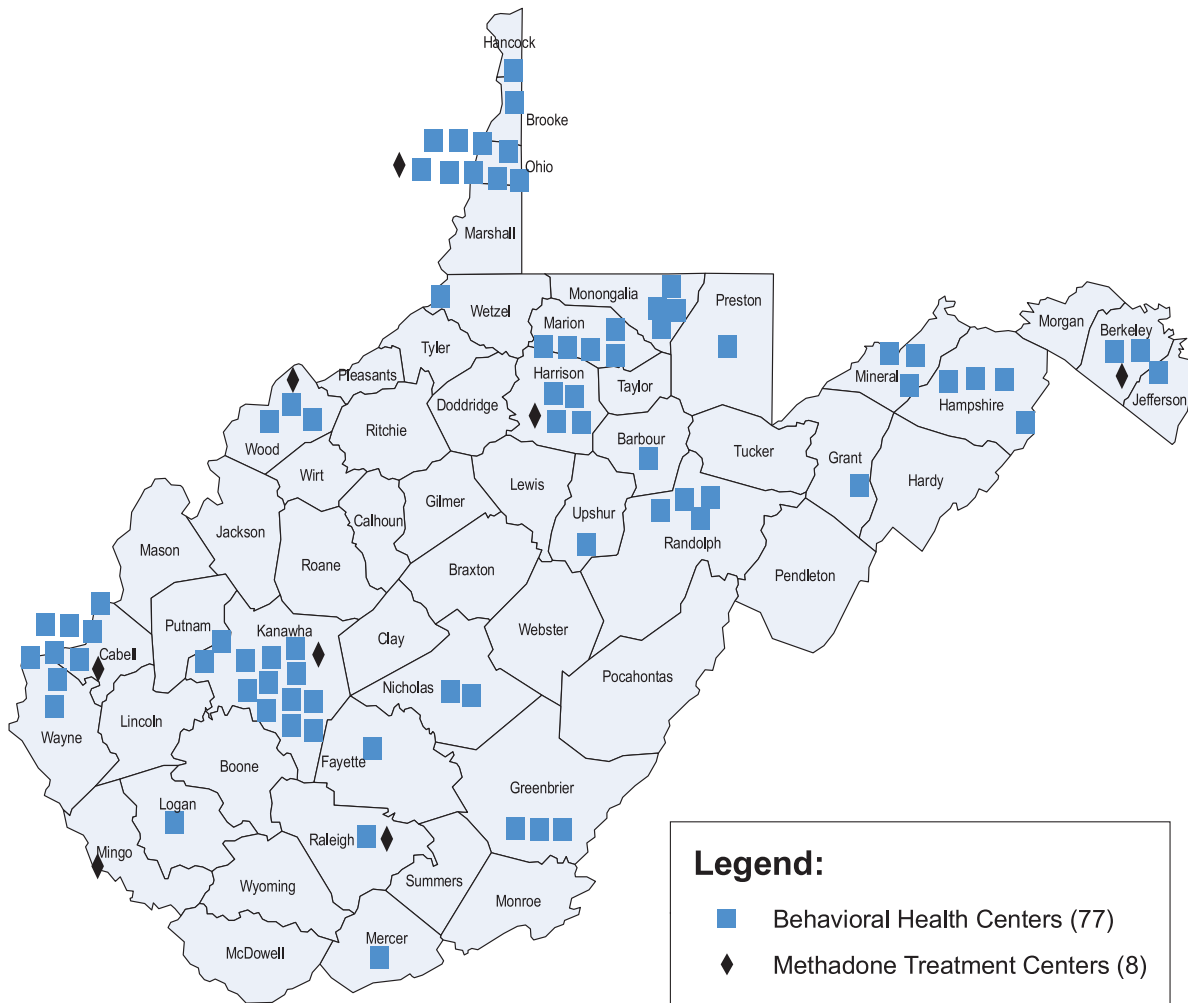 Hancock
Brooke
Ohio
Marshall
Wetzel
Monongalia
Preston
Marion
Tyler
Morgan
Berkeley
Pleasants
Harrison
Taylor
Mineral
Jefferson
Doddridge
Hampshire
Ritchie
Wood
Barbour
Tucker
Grant
Wirt
Lewis
Hardy
Gilmer
Calhoun
Upshur
Jackson
Randolph
Mason
Roane
Braxton
Pendleton
Putnam
Kanawha
Clay
Webster
Cabell
Pocahontas
Nicholas
Lincoln
Wayne
Boone
Fayette
Greenbrier
Logan
Raleigh
Mingo
Summers
Wyoming
Monroe
Mercer
McDowell
Legend:
Behavioral Health Centers (77)
Methadone Treatment Centers (8)